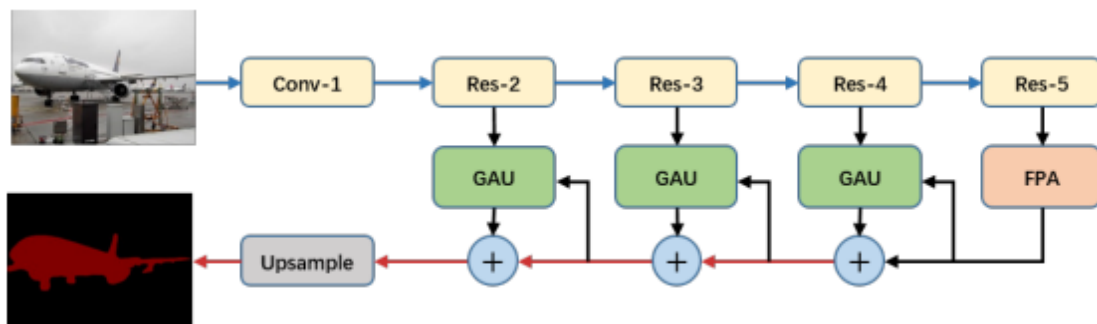 Conv-1
Res-2
Res-3
Res-4
Res-5
GAU
GAU
GAU
FPA
Upsample
+
+
+